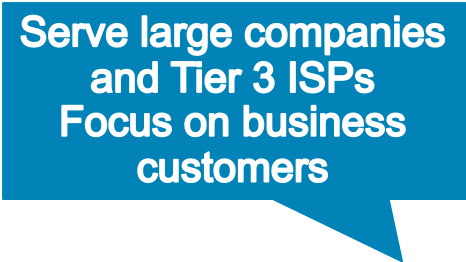 Serve large companies
and Tier 3 ISPs
Focus on business
customers